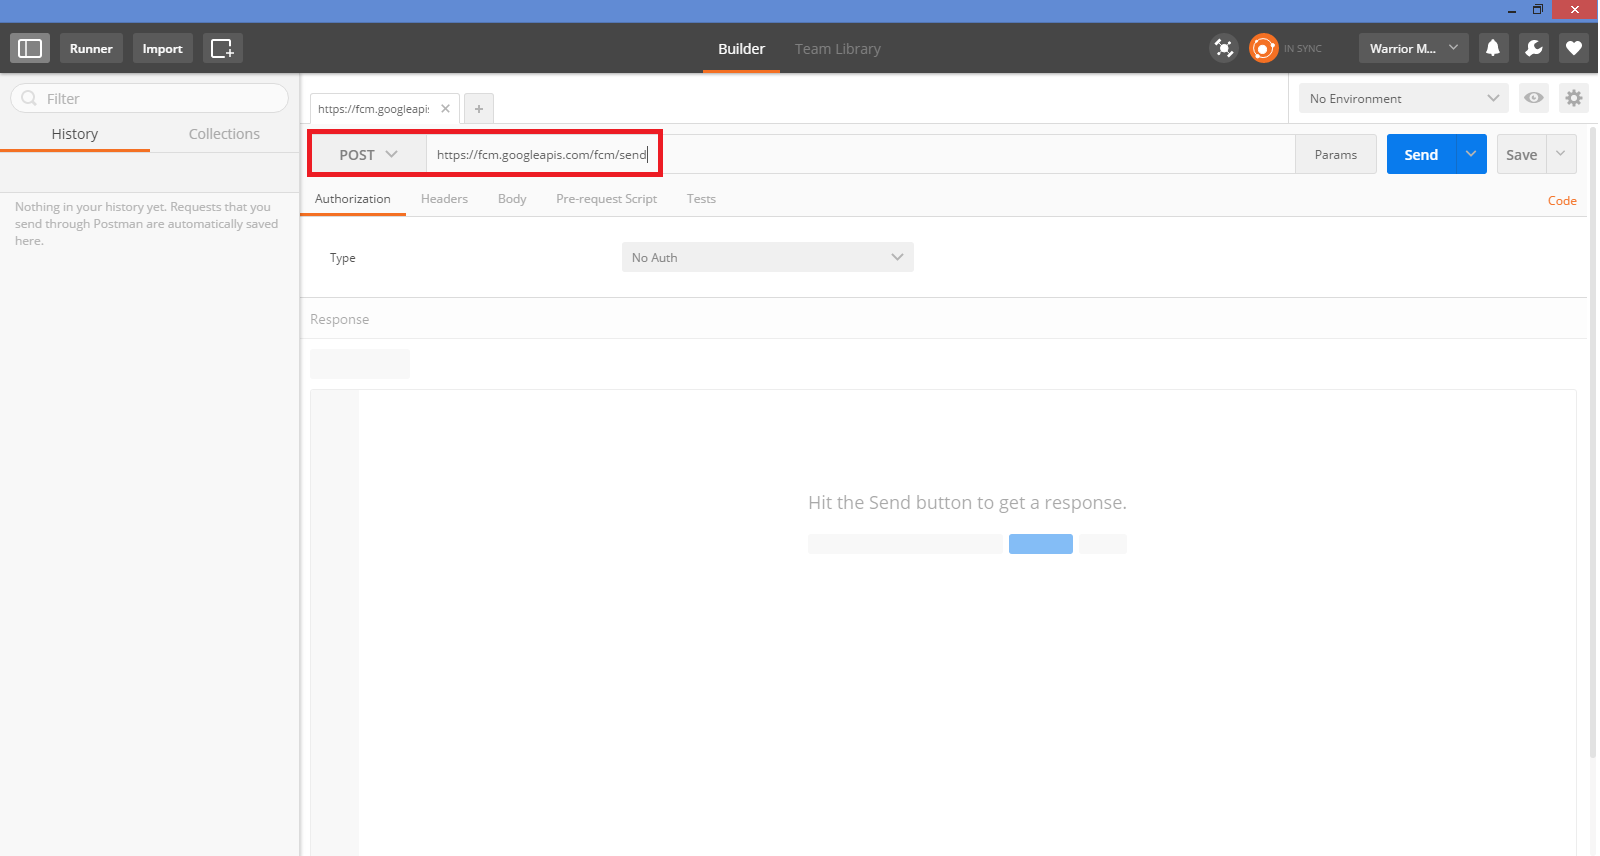 Runner Import Builder Team Library IN SYNC Warrior M...
Filter
History Collections
Nothing in your history yet. Requests that you
send through Postman are automatically saved
here.
https://fcm.googleapis No Environment
POST https://fcm.googleapis.com/fcm/send Params Send Save
Authorization Headers Body Pre-request Script Tests Code
Type No Auth
Response
Hit the Send button to get a response.